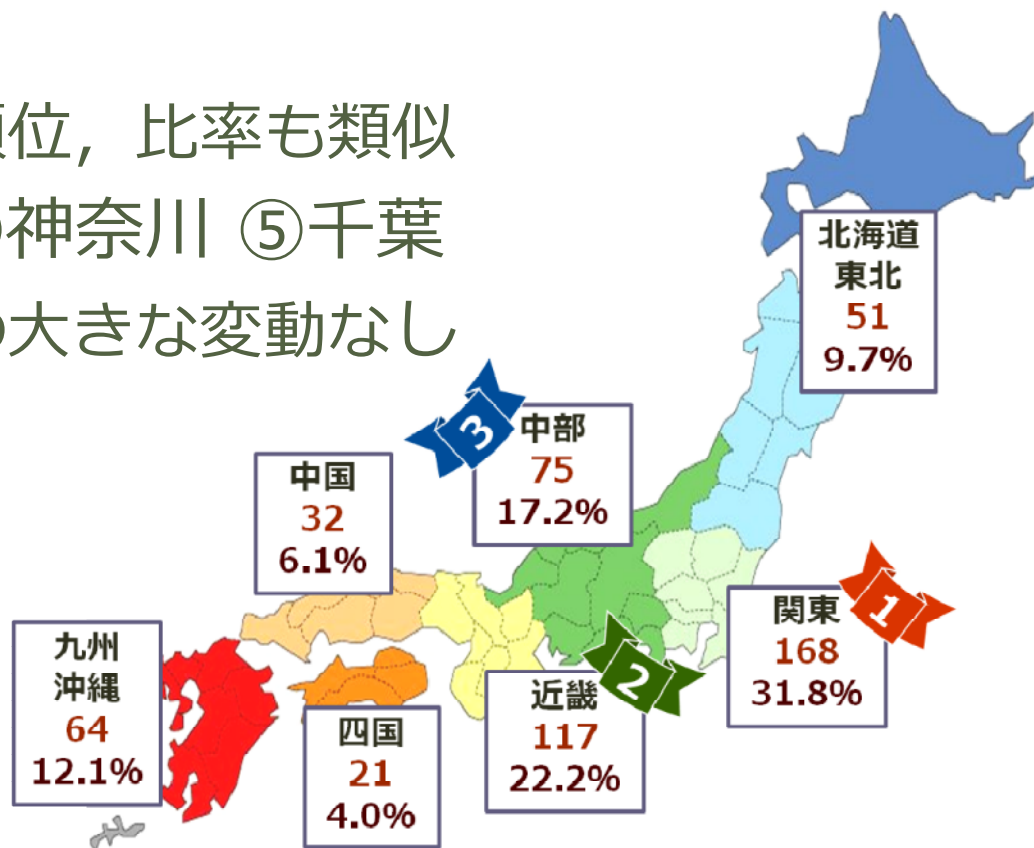 順位，比率も類似
神奈川 ⑤千葉
大きな変動なし
北海道
東北
51
9.7%
3
中部
75
17.2%
中国
32
6.1%
1
関東
168
31.8%
九州
沖縄
64
12.1%
2
近畿
117
22.2%
四国
21
4.0%